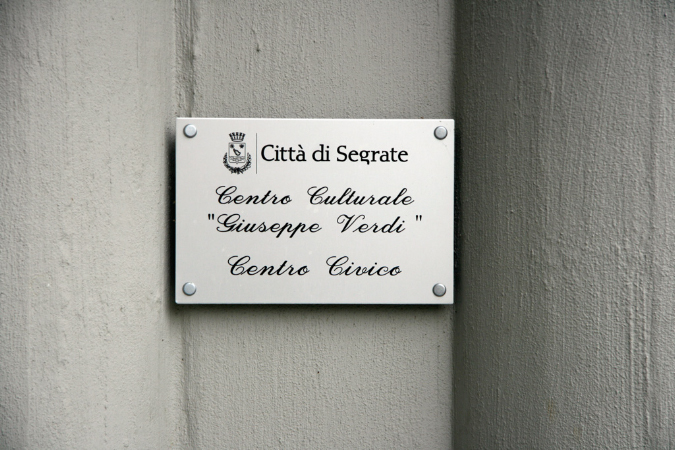 Città di Segrate
Centro Culturale
"Giuseppe Verdi "
Centro Civico